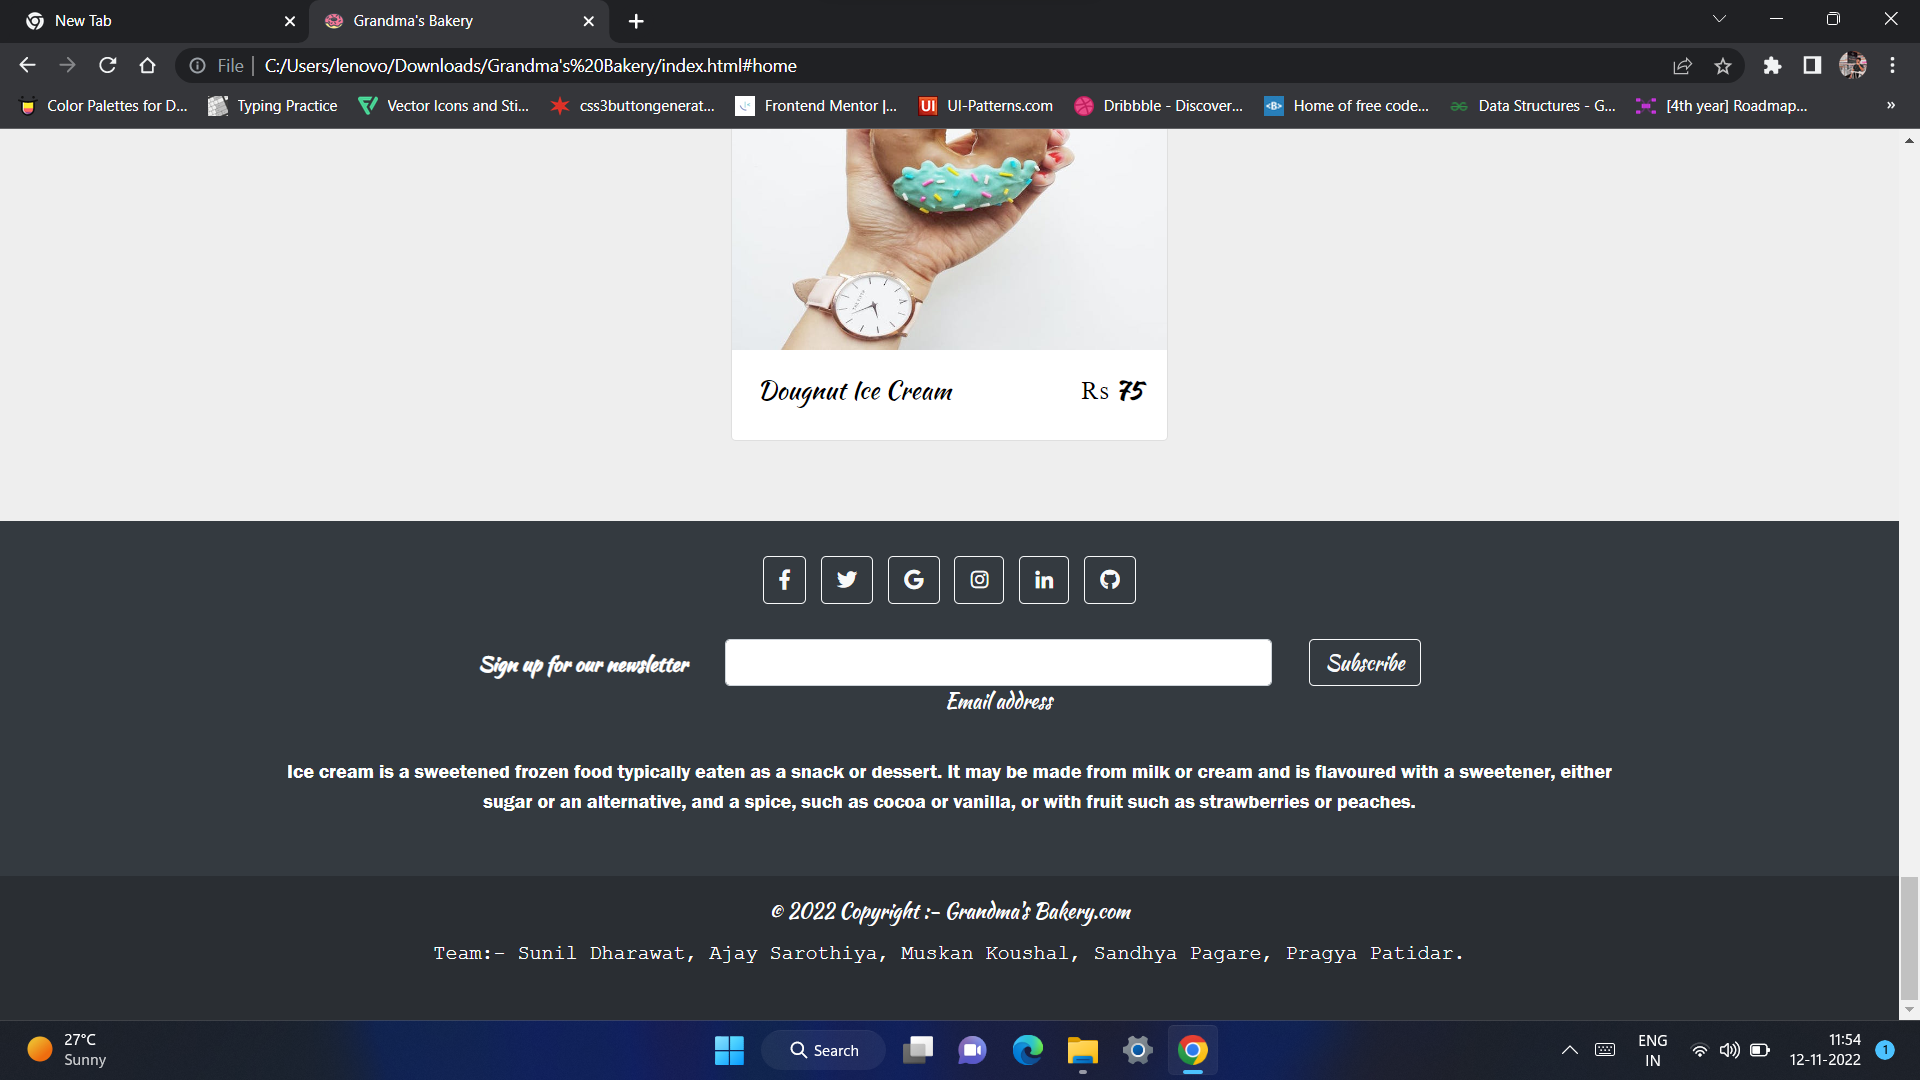 New Tab
Grandma's Bakery
File
C:/Users/lenovo/Downloads/Grandma's%20Bakery/index.html#home
Color Palettes for D...
Typing Practice
Vector Icons and Sti...
css3buttongenerat...
Frontend Mentor |...
UI UI-Patterns.com
Dribbble - Discover...
<B> Home of free code...
Data Structures - G...
[4th year] Roadmap...
»
Dougnut Ice Cream
Rs 75
Sign up for our newsletter
Subscribe
Email address
Ice cream is a sweetened frozen food typically eaten as a snack or dessert. It may be made from milk or cream and is flavoured with a sweetener, either
sugar or an alternative, and a spice, such as cocoa or vanilla, or with fruit such as strawberries or peaches.
© 2022 Copyright :- Grandma's Bakery.com
Team:- Sunil Dharawat, Ajay Sarothiya, Muskan Koushal, Sandhya Pagare, Pragya Patidar.
27°C
Sunny
Search
ENG
IN
11:54
12-11-2022
1